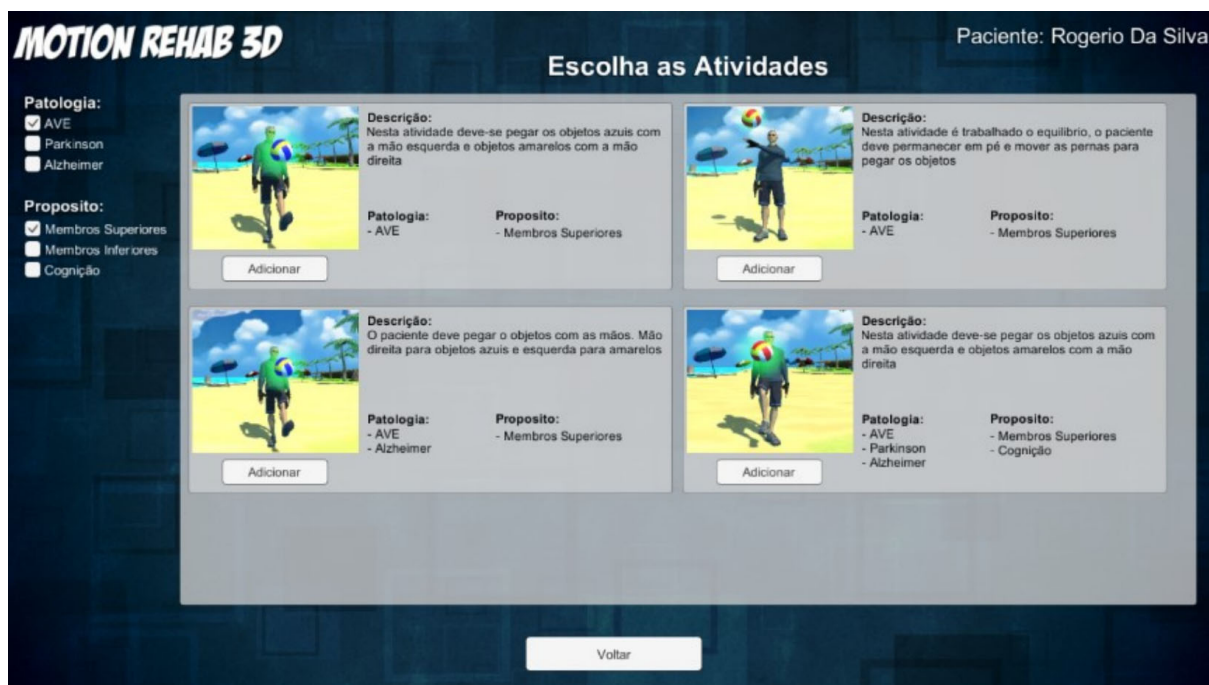 MOTION REHAB 3D
Paciente: Rogerio Da Silva
Escolha as Atividades
Patologia:
AVE
Parkinson
Alzheimer
Proposito:
Membros Superiores
Membros Inferiores
Cognição
Descrição:
Nesta atividade deve-se pegar os objetos azuis com
a mão esquerda e objetos amarelos com a mão
direita
Patologia:
- AVE
Proposito:
- Membros Superiores
Adicionar
Descrição:
Nesta atividade é trabalhado o equilibrio, o paciente
deve permanecer em pé e mover as pernas para
pegar os objetos
Patologia:
- AVE
Proposito:
- Membros Superiores
Adicionar
Descrição:
O paciente deve pegar o objetos com as mãos. Mão
direita para objetos azuis e esquerda para amarelos
Patologia:
- AVE
- Alzheimer
Proposito:
- Membros Superiores
Adicionar
Descrição:
Nesta atividade deve-se pegar os objetos azuis com
a mão esquerda e objetos amarelos com a mão
direita
Patologia:
- AVE
- Parkinson
- Alzheimer
Proposito:
- Membros Superiores
- Cognição
Adicionar
Voltar